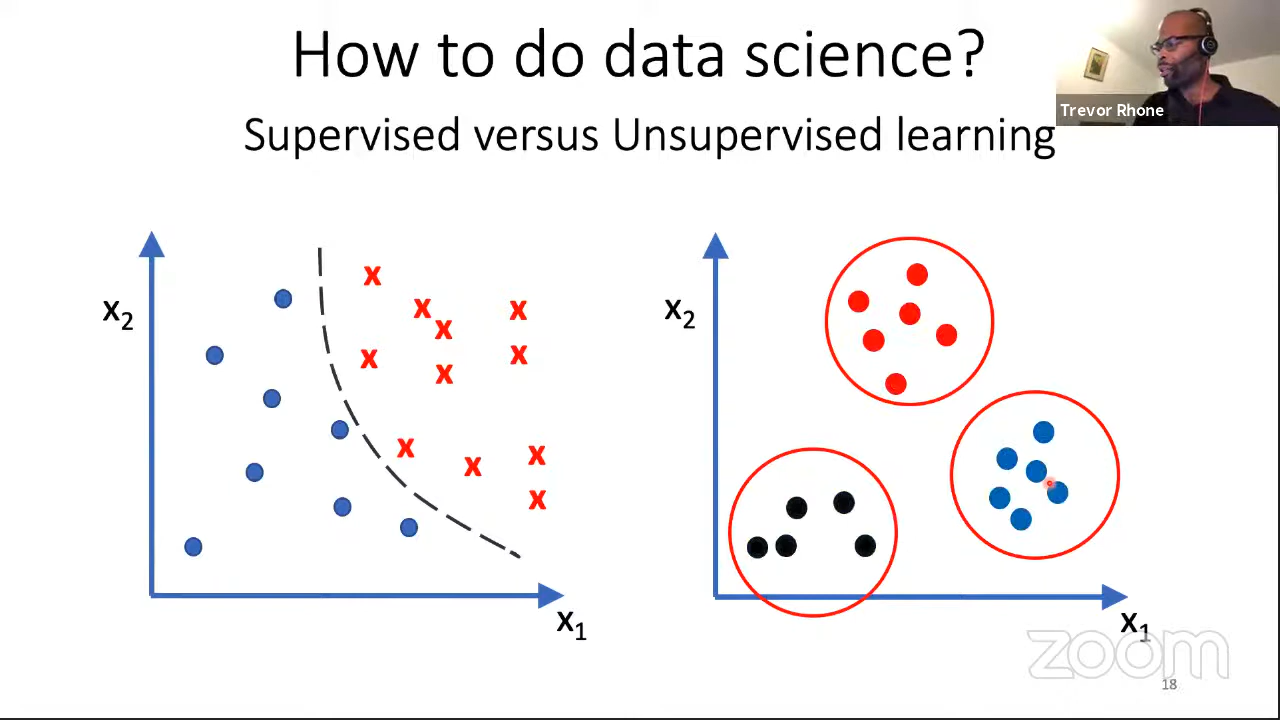 How to do data science?
Supervised versus Unsupervised learning
Trevor Rhone
x₂
x
x
x
x
x
x
x
x
x
x
x
x₁
x₂
x₁
zoom
18